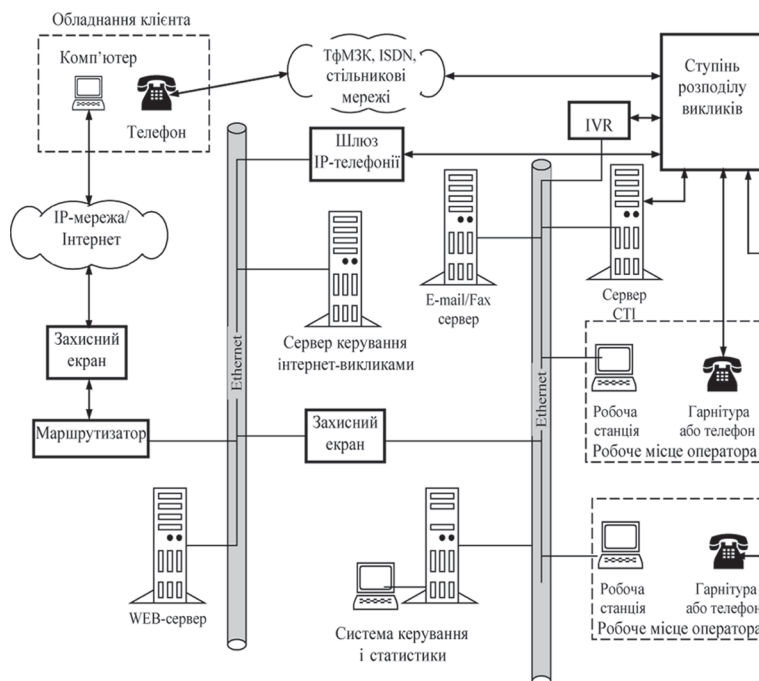 Обладнання клієнта
Комп’ютер
Телефон
ТфМЗК, ISDN,
стільникові
мережі
Ступінь
розподілу
викликів
IVR
Шлюз
IP-телефонії
IP-мережа/
Інтернет
E-mail/Fax
сервер
Сервер
CTI
Захисний
екран
Сервер керування
інтернет-викликами
Ethernet
Ethernet
Робоча
станція
Гарнітура
або телефон
Робоче місце оператора
Маршрутизатор
Захисний
екран
WEB-сервер
Система керування
і статистики
Робоча
станція
Гарнітура
або телефон
Робоче місце оператора